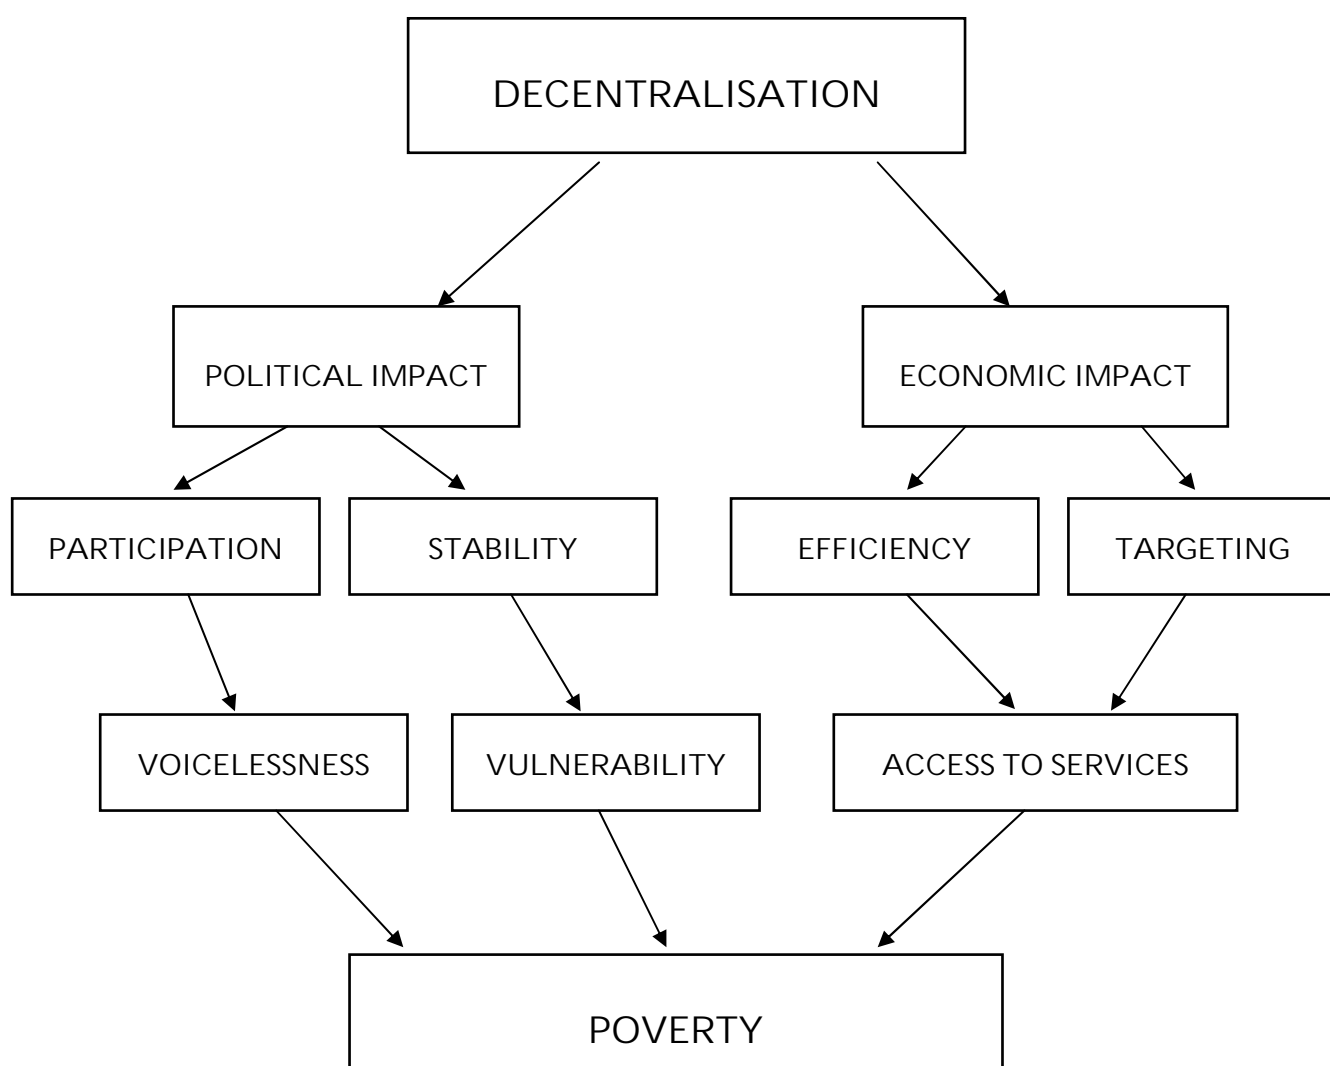 DECENTRALISATION
POLITICAL IMPACT
ECONOMIC IMPACT
PARTICIPATION
STABILITY
EFFICIENCY
TARGETING
VOICELESSNESS
VULNERABILITY
ACCESS TO SERVICES
POVERTY